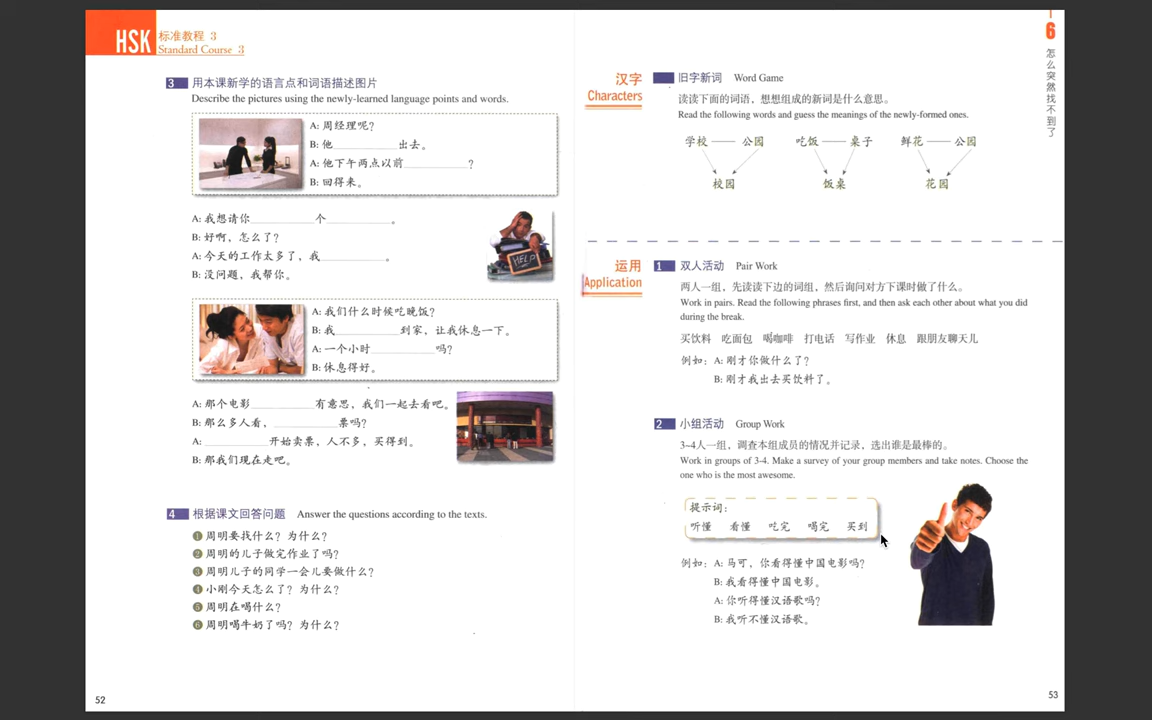 HSK 标准教程 3
Standard Course 3
3 用本课新学的语言点和词语描述图片
Describe the pictures using the newly-learned language points and words.
A: 周经理呢?
B: 他____出去。
A: 他下午两点以前____?
B: 回得来。
A: 我想请你____个____。
B: 好啊, 怎么了?
A: 今天的工作太多了, 我____。
B: 没问题, 我帮你。
HELP
A: 我们什么时候吃晚饭?
B: 我____到家, 让我休息一下。
A: 一个小时____吗?
B: 休息得好。
A: 那个电影____有意思, 我们一起去看吧。
B: 那么多人看, ____票吗?
A: ____开始卖票, 人不多, 买得到。
B: 那我们现在走吧。
4 根据课文回答问题 Answer the questions according to the texts.
1 周明要找什么? 为什么?
2 周明的儿子做完作业了吗?
3 周明儿子的同学一会儿要做什么?
4 小刚今天怎么了? 为什么?
5 周明在喝什么?
6 周明喝牛奶了吗? 为什么?
52
6
怎么突然找不到了
汉字
Characters
旧字新词 Word Game
读读下面的词语, 想想组成的新词是什么意思。
Read the following words and guess the meanings of the newly-formed ones.
学校 公园 吃饭 桌子 鲜花 公园
校园 饭桌 花园
运用
Application
1 双人活动 Pair Work
两人一组, 先读读下边的词组, 然后询问对方下课时做了什么。
Work in pairs. Read the following phrases first, and then ask each other about what you did
during the break.
买饮料 吃面包 喝咖啡 打电话 写作业 休息 跟朋友聊天儿
例如: A: 刚才你做什么了?
B: 刚才我出去买饮料了。
2 小组活动 Group Work
3~4人一组, 调查本组成员的情况并记录, 选出谁是最棒的。
Work in groups of 3-4. Make a survey of your group members and take notes. Choose the
one who is the most awesome.
提示词:
听懂 看懂 吃完 喝完 买到
例如: A: 马可, 你看得懂中国电影吗?
B: 我看得懂中国电影。
A: 你听得懂汉语歌吗?
B: 我听不懂汉语歌。
53